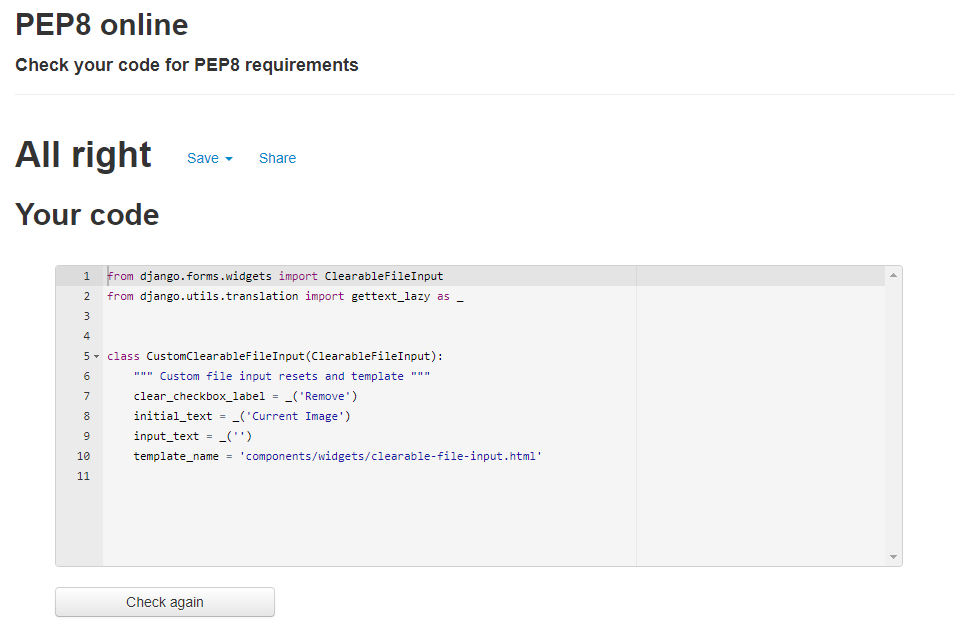 PEP8 online
Check your code for PEP8 requirements
All right Save Share
Your code
1 from django.forms.widgets import ClearableFileInput
2 from django.utils.translation import gettext_lazy as _
3
4
5 class CustomClearableFileInput(ClearableFileInput):
6     """ Custom file input resets and template """
7     clear_checkbox_label = _('Remove')
8     initial_text = _('Current Image')
9     input_text = _('')
10     template_name = 'components/widgets/clearable-file-input.html'
11
Check again